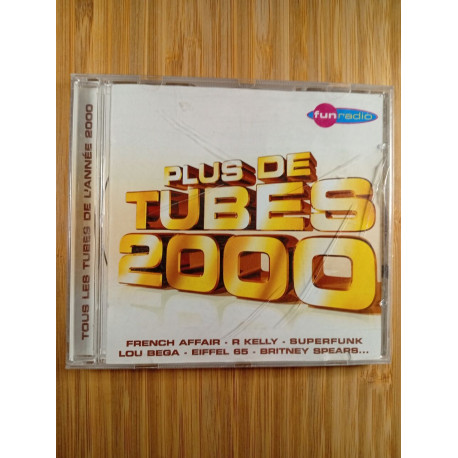 funradio
TOUS LES TUBES DE L'ANNÉE 2000
PLUS DE
TUBES
2000
FRENCH AFFAIR · R KELLY · SUPERFUNK
LOU BEGA · EIFFEL 65 · BRITNEY SPEARS...